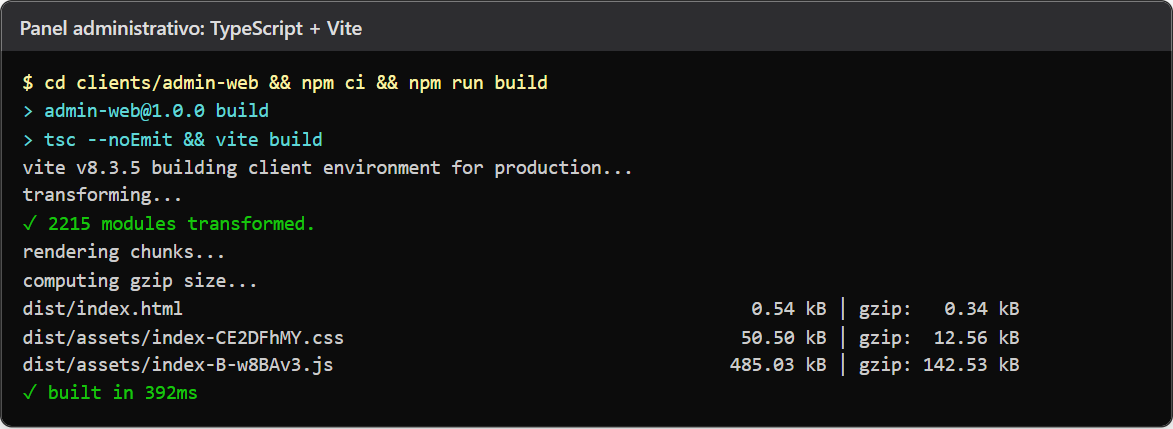 Panel administrativo: TypeScript + Vite
$ cd clients/admin-web && npm ci && npm run build
> admin-web@1.0.0 build
> tsc --noEmit && vite build
vite v8.3.5 building client environment for production...
transforming...
✓ 2215 modules transformed.
rendering chunks...
computing gzip size...
dist/index.html 0.54 kB │ gzip: 0.34 kB
dist/assets/index-CE2DFhMY.css 50.50 kB │ gzip: 12.56 kB
dist/assets/index-B-w8BAv3.js 485.03 kB │ gzip: 142.53 kB
✓ built in 392ms